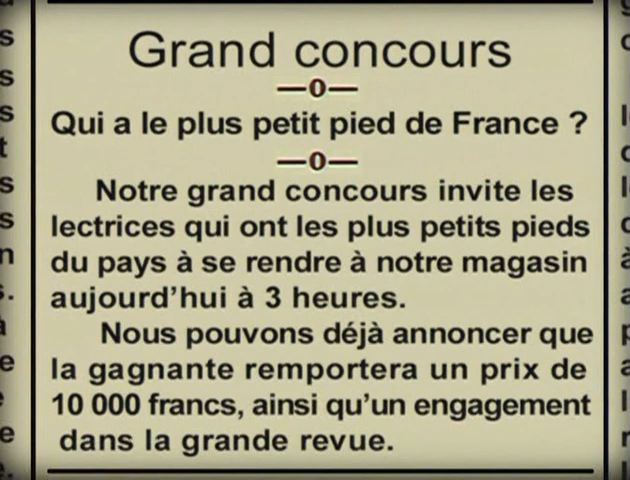 Grand concours
—o—
Qui a le plus petit pied de France ?
—o—
Notre grand concours invite les
lectrices qui ont les plus petits pieds
du pays à se rendre à notre magasin
aujourd'hui à 3 heures.
Nous pouvons déjà annoncer que
la gagnante remportera un prix de
10 000 francs, ainsi qu'un engagement
dans la grande revue.